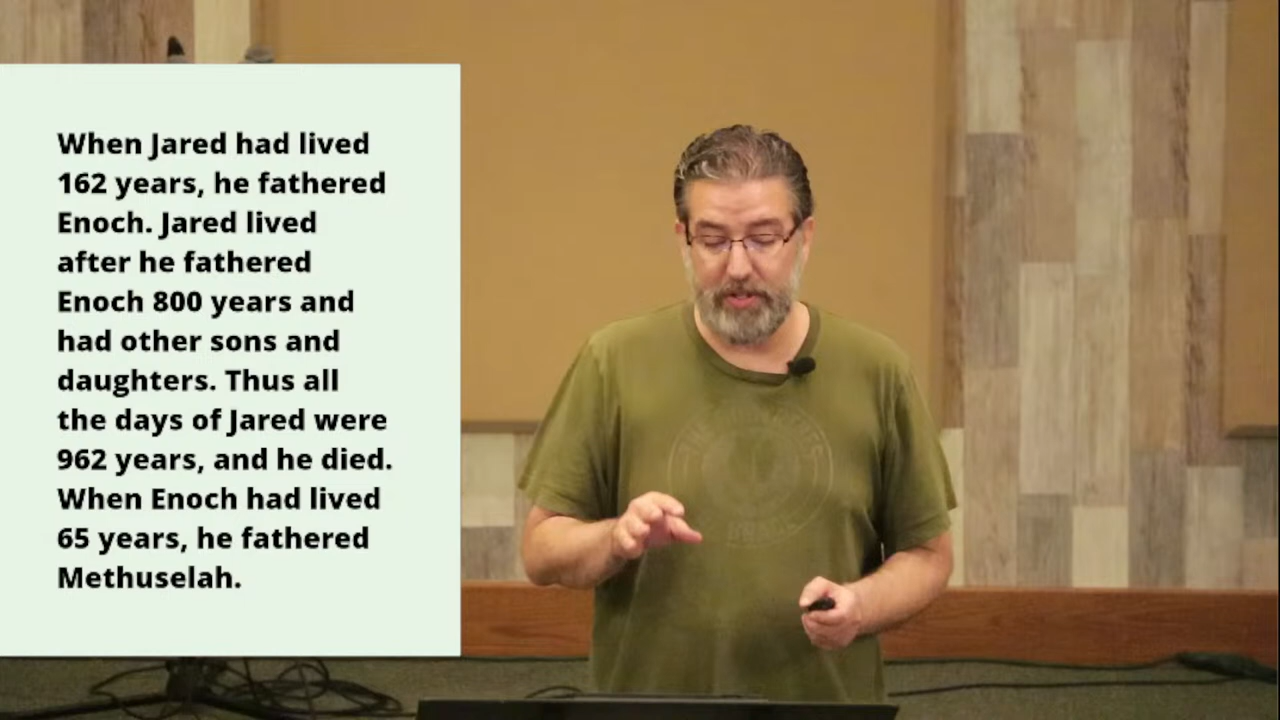 When Jared had lived
162 years, he fathered
Enoch. Jared lived
after he fathered
Enoch 800 years and
had other sons and
daughters. Thus all
the days of Jared were
962 years, and he died.
When Enoch had lived
65 years, he fathered
Methuselah.